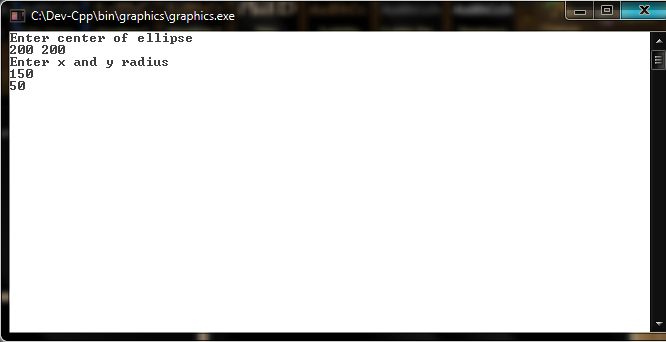 C:\Dev-Cpp\bin\graphics\graphics.exe
Enter center of ellipse
200 200
Enter x and y radius
150
50